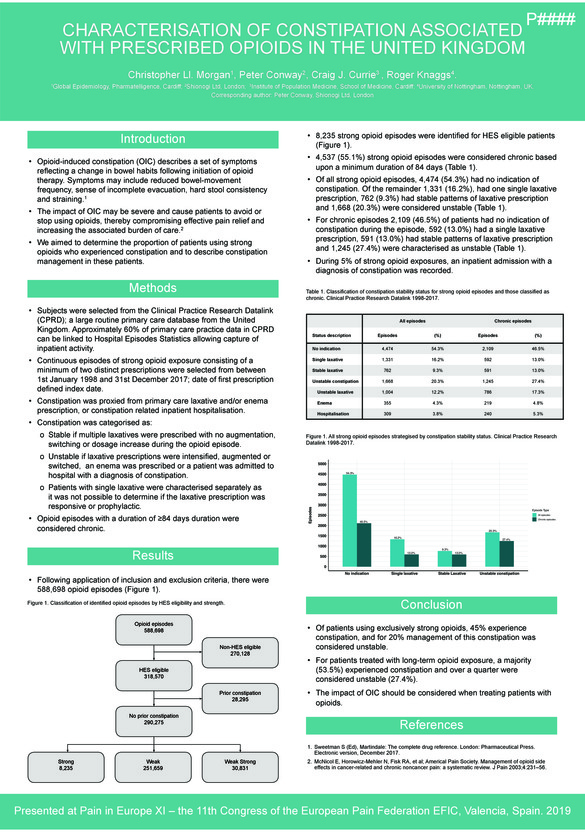 P####
CHARACTERISATION OF CONSTIPATION ASSOCIATED
WITH PRESCRIBED OPIOIDS IN THE UNITED KINGDOM
Christopher Ll. Morgan¹, Peter Conway², Craig J. Currie³, Roger Knaggs⁴.
¹Global Epidemiology, Pharmatelligence, Cardiff. ²Shionogi Ltd. London. ³Institute of Population Medicine, School of Medicine, Cardiff. ⁴University of Nottingham, Nottingham. UK
Corresponding author: Peter Conway. Shionogi Ltd. London
Introduction
• Opioid-induced constipation (OIC) describes a set of symptoms
reflecting a change in bowel habits following initiation of opioid
therapy. Symptoms may include reduced bowel-movement
frequency, sense of incomplete evacuation, hard stool consistency
and straining.¹
• The impact of OIC may be severe and cause patients to avoid or
stop using opioids, thereby compromising effective pain relief and
increasing the associated burden of care.²
• We aimed to determine the proportion of patients using strong
opioids who experienced constipation and to describe constipation
management in these patients.
Methods
• Subjects were selected from the Clinical Practice Research Datalink
(CPRD); a large routine primary care database from the United
Kingdom. Approximately 60% of primary care practice data in CPRD
can be linked to Hospital Episodes Statistics allowing capture of
inpatient activity.
• Continuous episodes of strong opioid exposure consisting of a
minimum of two distinct prescriptions were selected from between
1st January 1998 and 31st December 2017; date of first prescription
defined index date.
• Constipation was proxied from primary care laxative and/or enema
prescription, or constipation related inpatient hospitalisation.
• Constipation was categorised as:
o Stable if multiple laxatives were prescribed with no augmentation,
switching or dosage increase during the opioid episode.
o Unstable if laxative prescriptions were intensified, augmented or
switched, an enema was prescribed or a patient was admitted to
hospital with a diagnosis of constipation.
o Patients with single laxative were characterised separately as
it was not possible to determine if the laxative prescription was
responsive or prophylactic.
• Opioid episodes with a duration of ≥84 days duration were
considered chronic.
Results
• Following application of inclusion and exclusion criteria, there were
588,698 opioid episodes (Figure 1).
Figure 1. Classification of identified opioid episodes by HES eligibility and strength.
Opioid episodes
588,698
Non-HES eligible
270,128
HES eligible
318,570
Prior constipation
28,295
No prior constipation
290,275
Strong
8,235
Weak
251,659
Weak Strong
30,831
• 8,235 strong opioid episodes were identified for HES eligible patients
(Figure 1).
• 4,537 (55.1%) strong opioid episodes were considered chronic based
upon a minimum duration of 84 days (Table 1).
• Of all strong opioid episodes, 4,474 (54.3%) had no indication of
constipation. Of the remainder 1,331 (16.2%), had one single laxative
prescription, 762 (9.3%) had stable patterns of laxative prescription
and 1,668 (20.3%) were considered unstable (Table 1).
• For chronic episodes 2,109 (46.5%) of patients had no indication of
constipation during the episode, 592 (13.0%) had a single laxative
prescription, 591 (13.0%) had stable patterns of laxative prescription
and 1,245 (27.4%) were characterised as unstable (Table 1).
• During 5% of strong opioid exposures, an inpatient admission with a
diagnosis of constipation was recorded.
Table 1. Classification of constipation stability status for strong opioid episodes and those classified as
chronic. Clinical Practice Research Datalink 1998-2017.
All episodes Chronic episodes
Status description Episodes (%) Episodes (%)
No indication 4,474 54.3% 2,109 46.5%
Single laxative 1,331 16.2% 592 13.0%
Stable laxative 762 9.3% 591 13.0%
Unstable constipation 1,668 20.3% 1,245 27.4%
Unstable laxative 1,004 12.2% 786 17.3%
Enema 355 4.3% 219 4.8%
Hospitalisation 309 3.8% 240 5.3%
Figure 1. All strong opioid episodes strategised by constipation stability status. Clinical Practice Research
Datalink 1998-2017.
Episodes
5000
4500
4000
3500
3000
2500
2000
1500
1000
500
0
54.3%
46.5%
16.2%
13.0%
9.3%
13.0%
20.3%
27.4%
No indication Single laxative Stable Laxative Unstable constipation
Episode Type
All episodes
Chronic episodes
Conclusion
• Of patients using exclusively strong opioids, 45% experience
constipation, and for 20% management of this constipation was
considered unstable.
• For patients treated with long-term opioid exposure, a majority
(53.5%) experienced constipation and over a quarter were
considered unstable (27.4%).
• The impact of OIC should be considered when treating patients with
opioids.
References
1. Sweetman S (Ed), Martindale: The complete drug reference. London: Pharmaceutical Press.
Electronic version, December 2017.
2. McNicol E, Horowicz-Mehler N, Fisk RA, et al; Americal Pain Society. Management of opioid side
effects in cancer-related and chronic noncancer pain: a systematic review. J Pain 2003;4:231–56.
Presented at Pain in Europe XI – the 11th Congress of the European Pain Federation EFIC, Valencia, Spain. 2019